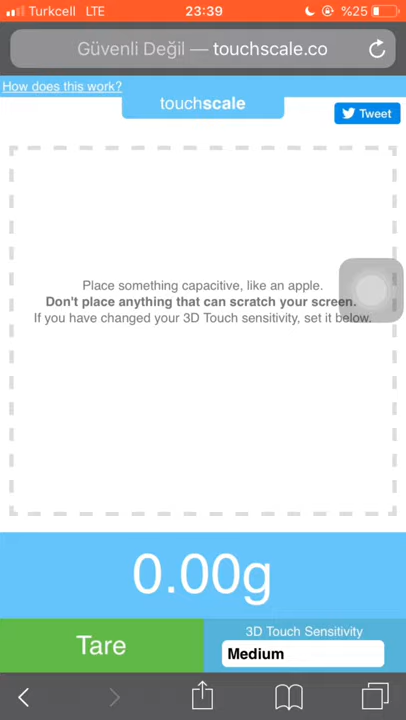 Turkcell LTE 23:39 %25
Güvenli Değil — touchscale.co
How does this work?
touchscale
Tweet
Place something capacitive, like an apple.
Don't place anything that can scratch your screen.
If you have changed your 3D Touch sensitivity, set it below.
0.00g
Tare
3D Touch Sensitivity
Medium